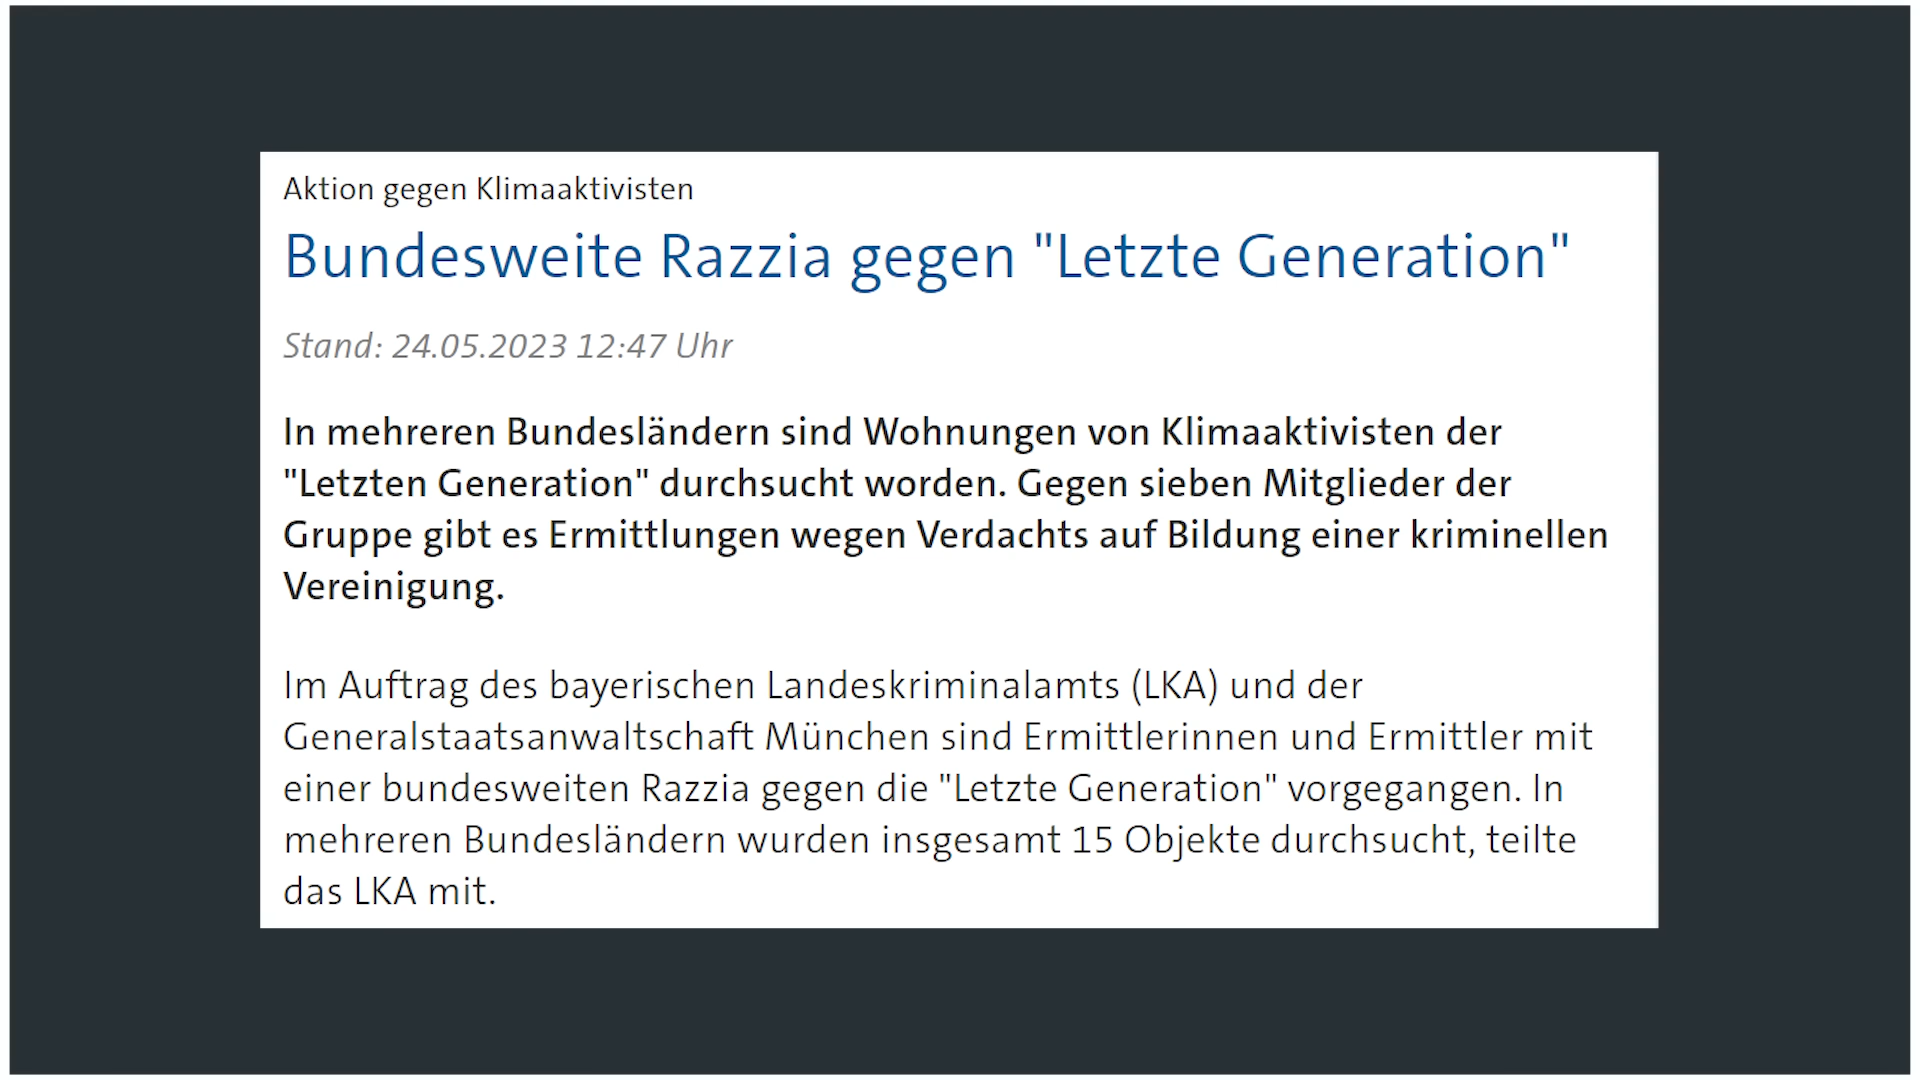 Aktion gegen Klimaaktivisten
Bundesweite Razzia gegen "Letzte Generation"
Stand: 24.05.2023 12:47 Uhr
In mehreren Bundesländern sind Wohnungen von Klimaaktivisten der
"Letzten Generation" durchsucht worden. Gegen sieben Mitglieder der
Gruppe gibt es Ermittlungen wegen Verdachts auf Bildung einer kriminellen
Vereinigung.
Im Auftrag des bayerischen Landeskriminalamts (LKA) und der
Generalstaatsanwaltschaft München sind Ermittlerinnen und Ermittler mit
einer bundesweiten Razzia gegen die "Letzte Generation" vorgegangen. In
mehreren Bundesländern wurden insgesamt 15 Objekte durchsucht, teilte
das LKA mit.